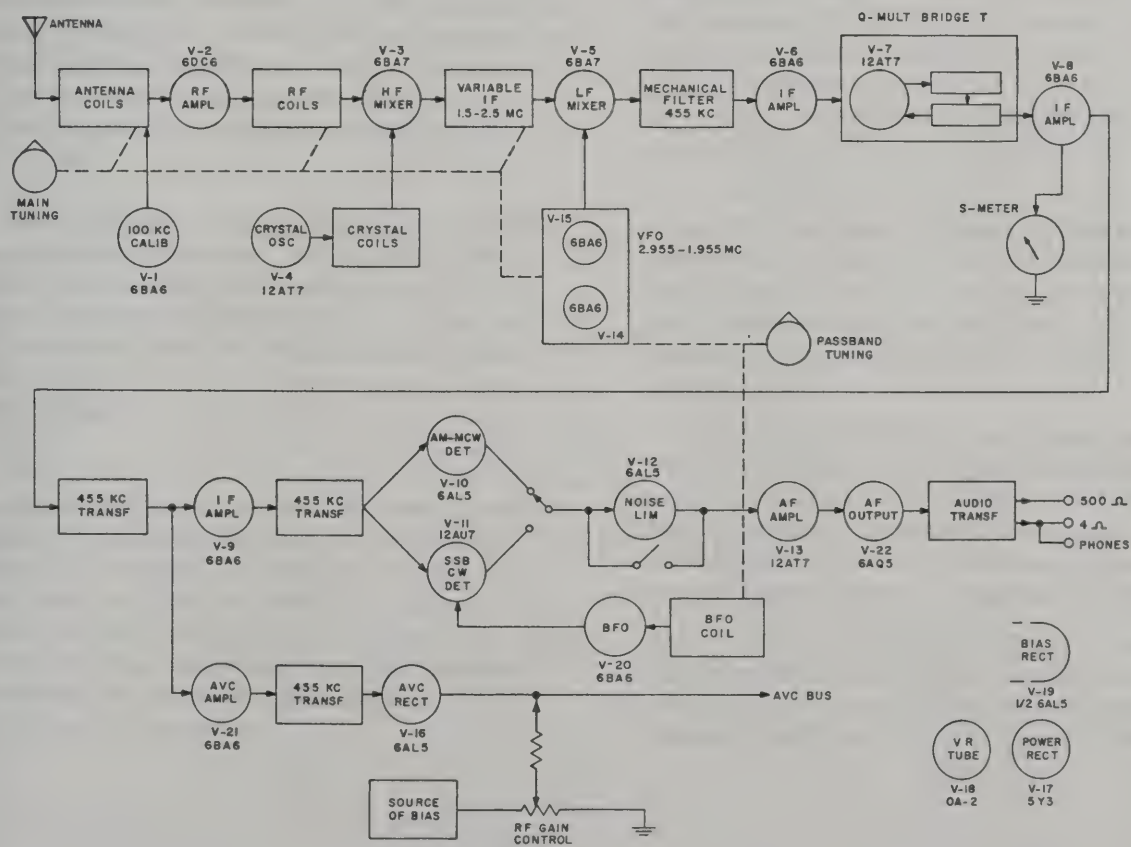 Q-MULT BRIDGE T
ANTENNA
V-2
6DC6
V-3
6BA7
V-5
6BA7
V-6
6BA6
V-7
12AT7
V-8
6BA6
ANTENNA
COILS
RF
AMPL
RF
COILS
HF
MIXER
VARIABLE
IF
1.5-2.5 MC
LF
MIXER
MECHANICAL
FILTER
455 KC
IF
AMPL
IF
AMPL
MAIN
TUNING
100 KC
CALIB
V-1
6BA6
CRYSTAL
OSC
V-4
12AT7
CRYSTAL
COILS
V-15
6BA6
6BA6
V-14
VFO
2.955-1.955 MC
S-METER
PASSBAND
TUNING
455 KC
TRANSF
IF
AMPL
V-9
6BA6
455 KC
TRANSF
AM-MCW
DET
V-10
6AL5
V-11
12AU7
SSB
CW
DET
V-12
6AL5
NOISE
LIM
AF
AMPL
V-13
12AT7
AF
OUTPUT
V-22
6AQ5
AUDIO
TRANSF
500 Ω
4 Ω
PHONES
BFO
V-20
6BA6
BFO
COIL
BIAS
RECT
V-19
1/2 6AL5
AVC
AMPL
V-21
6BA6
455 KC
TRANSF
AVC
RECT
V-16
6AL5
AVC BUS
VR
TUBE
V-18
OA-2
POWER
RECT
V-17
5Y3
SOURCE
OF BIAS
RF GAIN
CONTROL